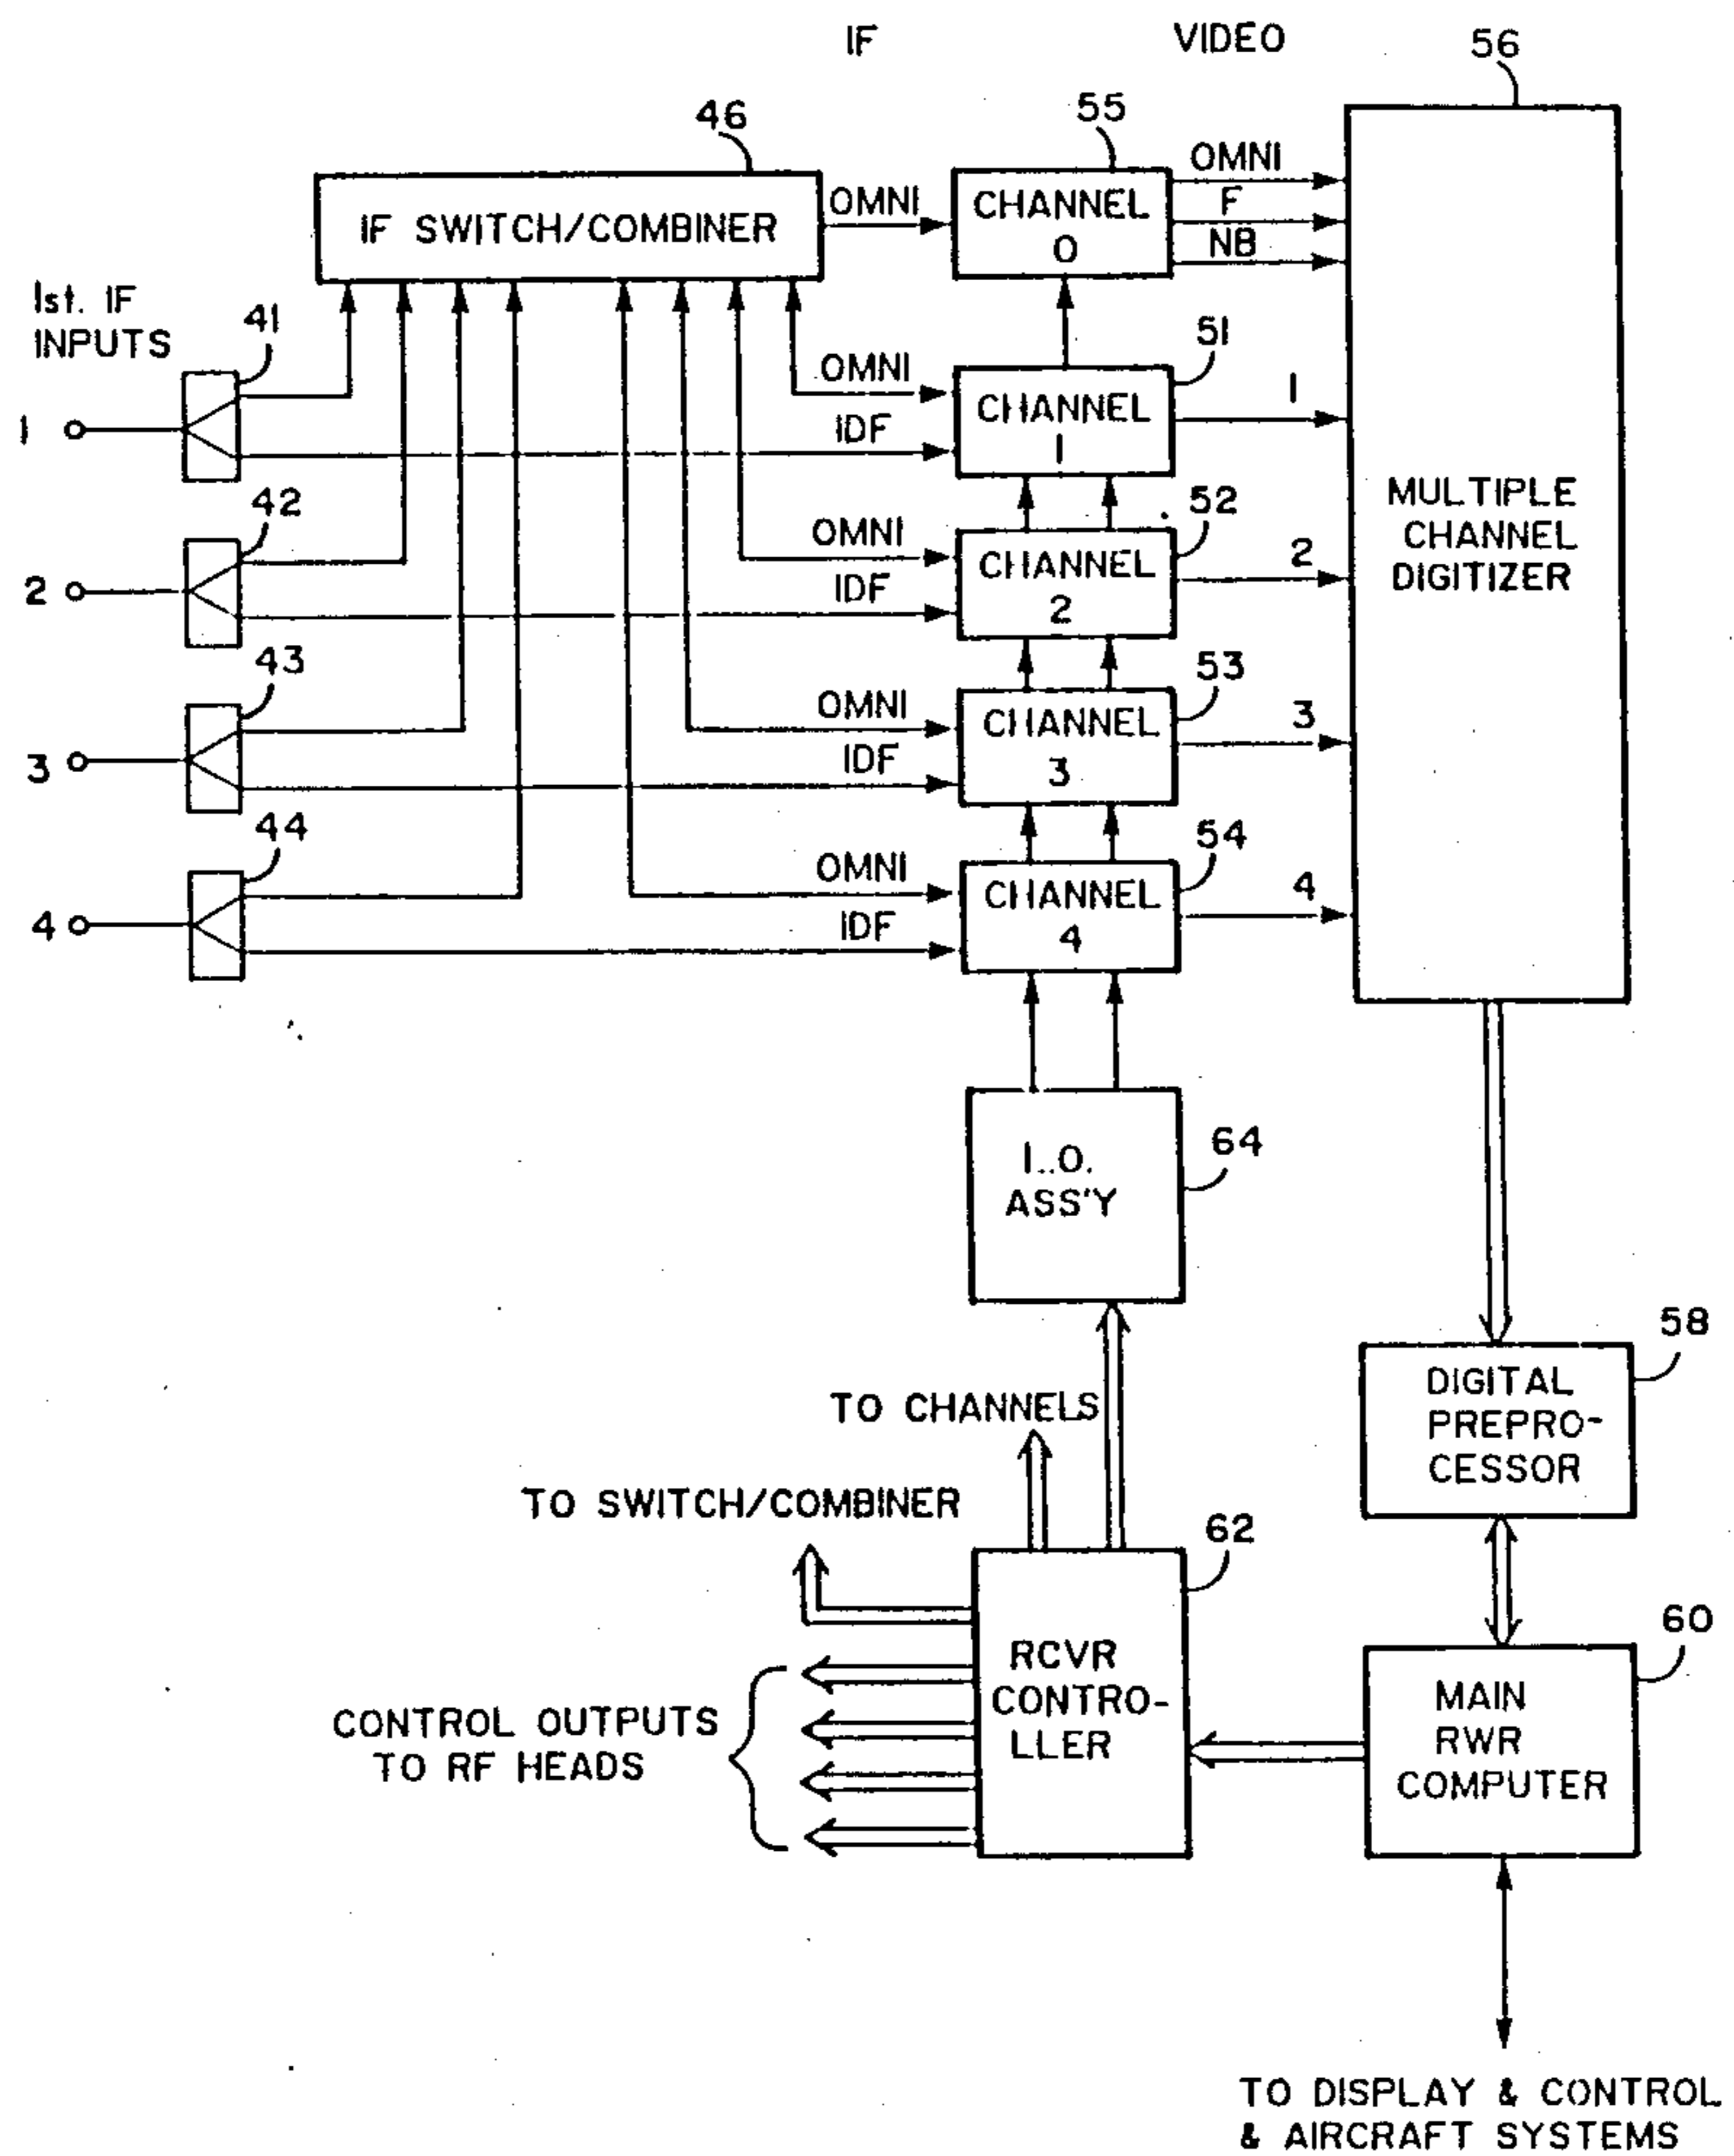 IF
VIDEO
56
46
55
OMNI
IF SWITCH/COMBINER
OMNI
CHANNEL
0
F
NB
1st. IF
INPUTS
41
51
1
OMNI
IDF
CHANNEL
1
1
42
52
2
OMNI
IDF
CHANNEL
2
2
MULTIPLE
CHANNEL
DIGITIZER
43
53
3
OMNI
IDF
CHANNEL
3
3
44
54
4
OMNI
IDF
CHANNEL
4
4
I..O.
ASS'Y
64
58
DIGITAL
PREPRO-
CESSOR
TO CHANNELS
TO SWITCH/COMBINER
62
60
RCVR
CONTRO-
LLER
MAIN
RWR
COMPUTER
CONTROL OUTPUTS
TO RF HEADS
TO DISPLAY & CONTROL
& AIRCRAFT SYSTEMS